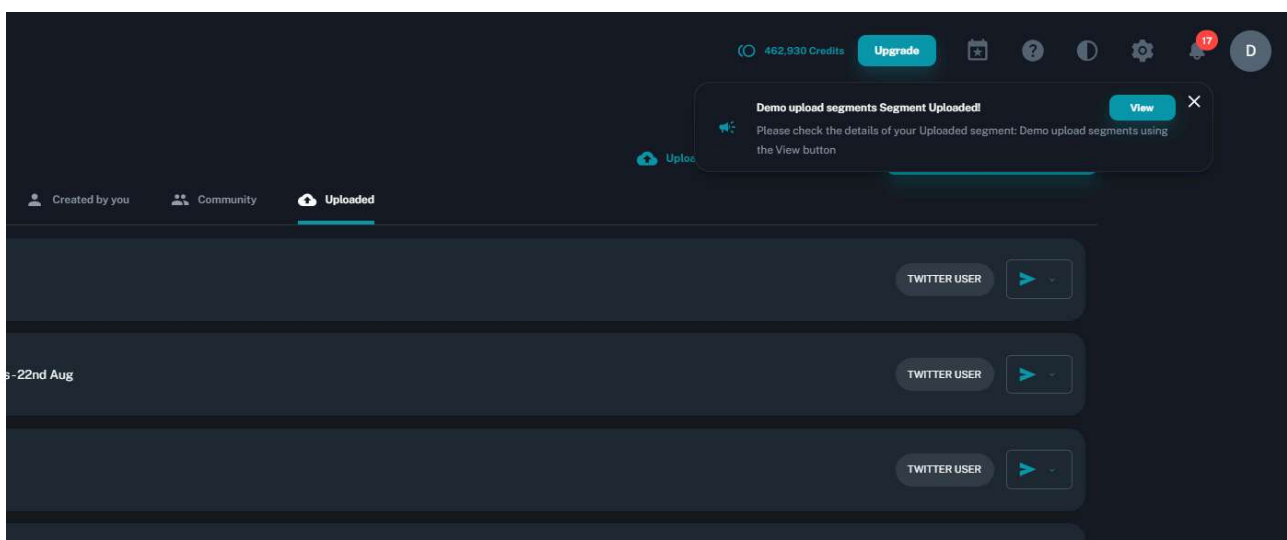 462,930 Credits
Upgrade
17
D
Demo upload segments Segment Uploaded!
View
Please check the details of your Uploaded segment: Demo upload segments using
the View button
Created by you
Community
Uploaded
TWITTER USER
-22nd Aug
TWITTER USER
TWITTER USER